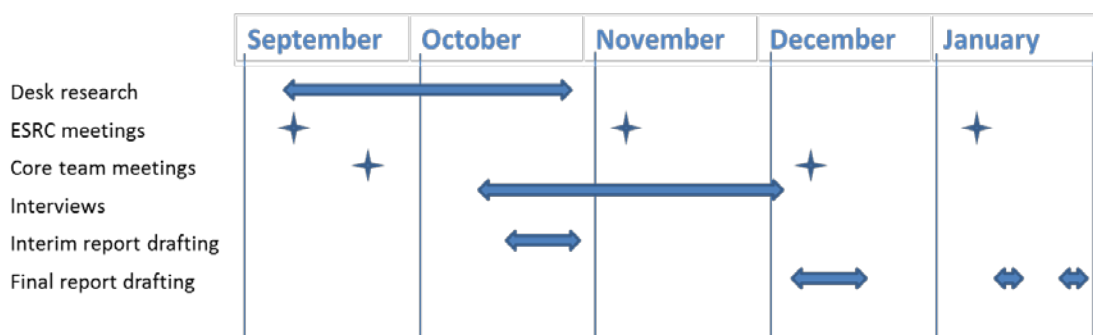 September October November December January
Desk research
ESRC meetings
Core team meetings
Interviews
Interim report drafting
Final report drafting